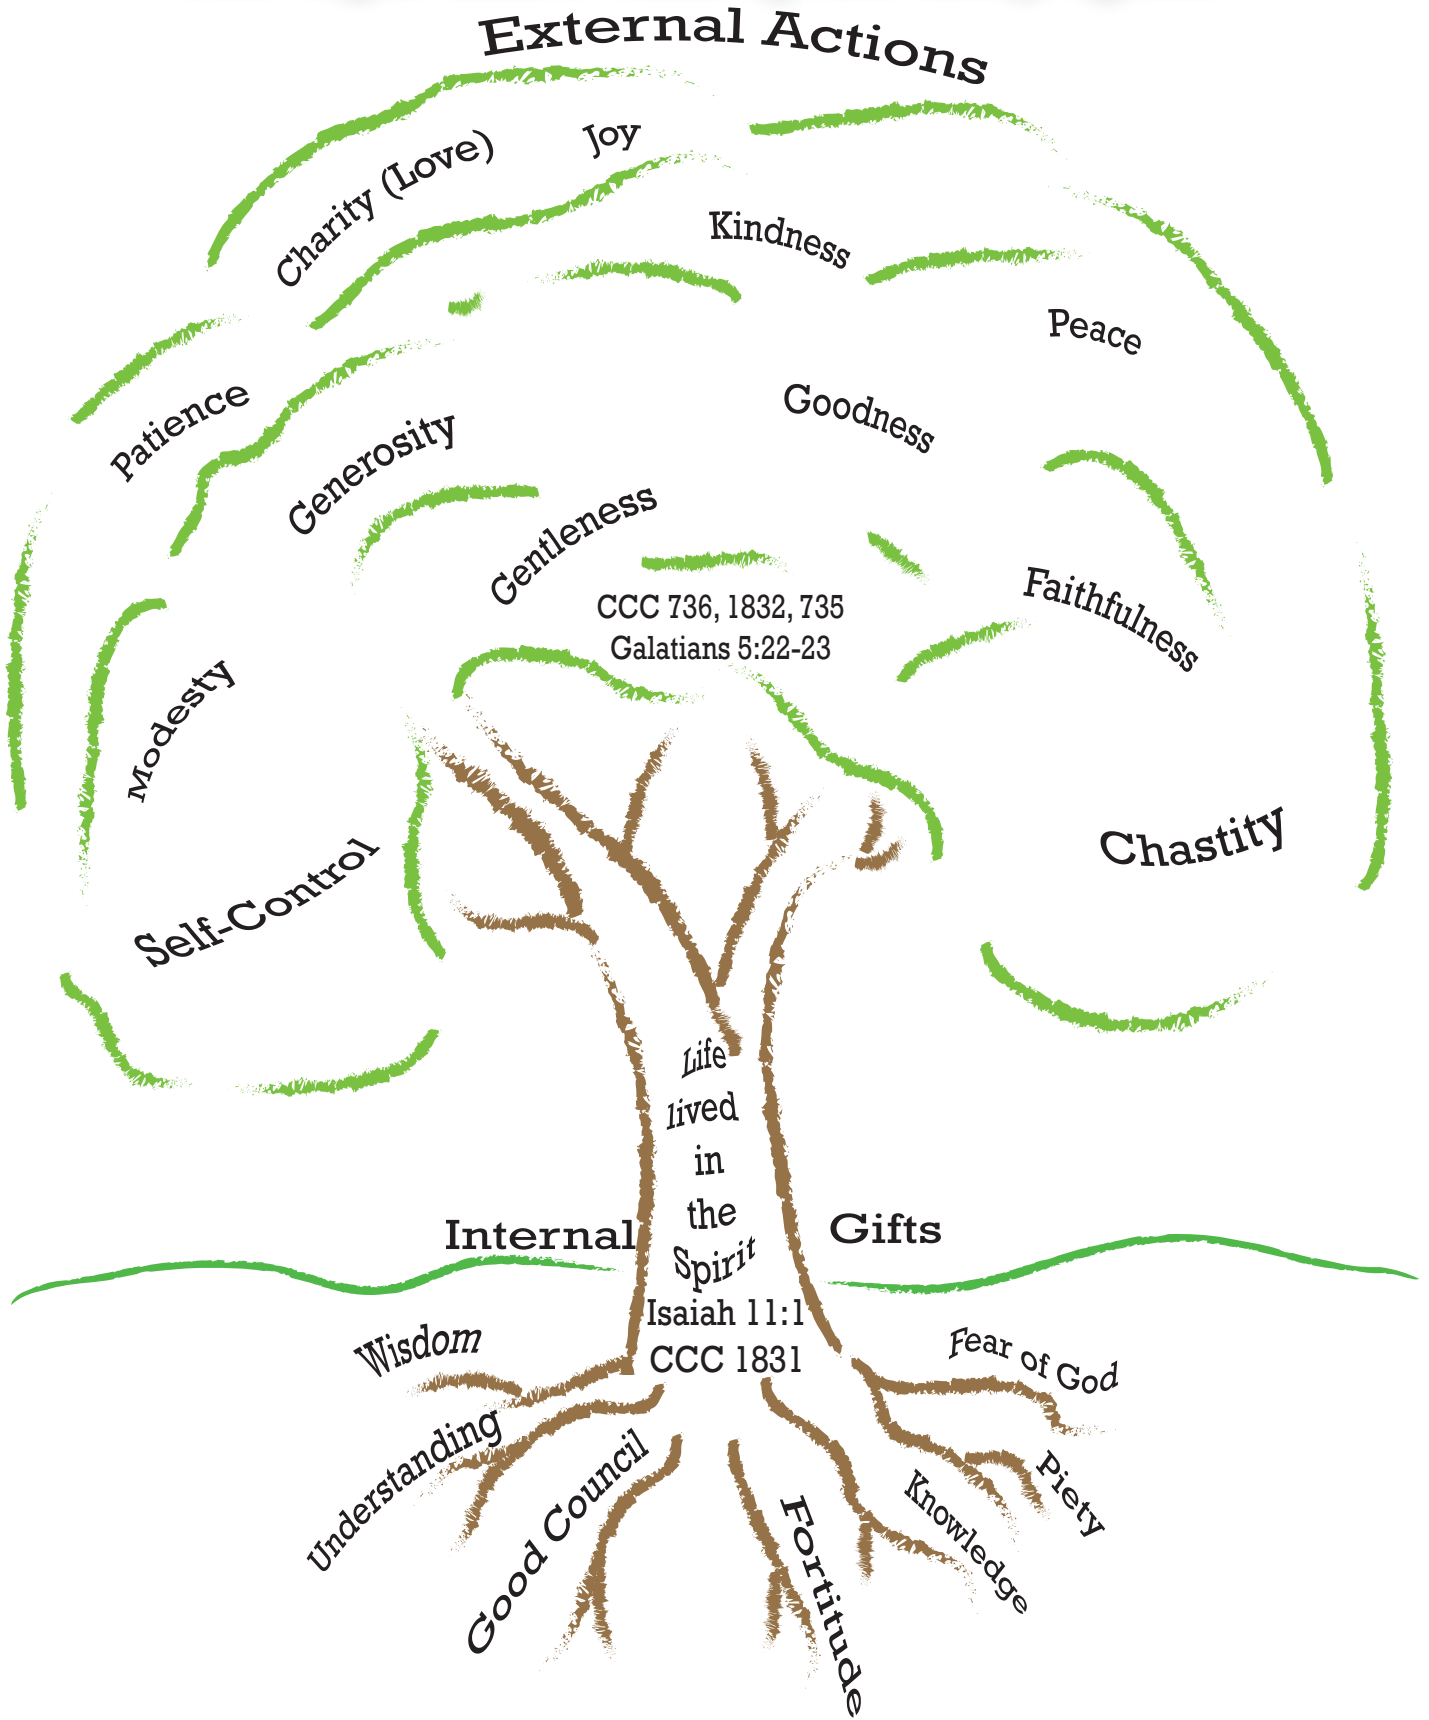 External Actions
Charity (Love)
Joy
Kindness
Peace
Patience
Generosity
Goodness
Gentleness
Faithfulness
CCC 736, 1832, 735
Galatians 5:22-23
Modesty
Self-Control
Chastity
Life
lived
in
the
Spirit
Internal Gifts
Isaiah 11:1
CCC 1831
Wisdom
Fear of God
Understanding
Good Council
Fortitude
Knowledge
Piety